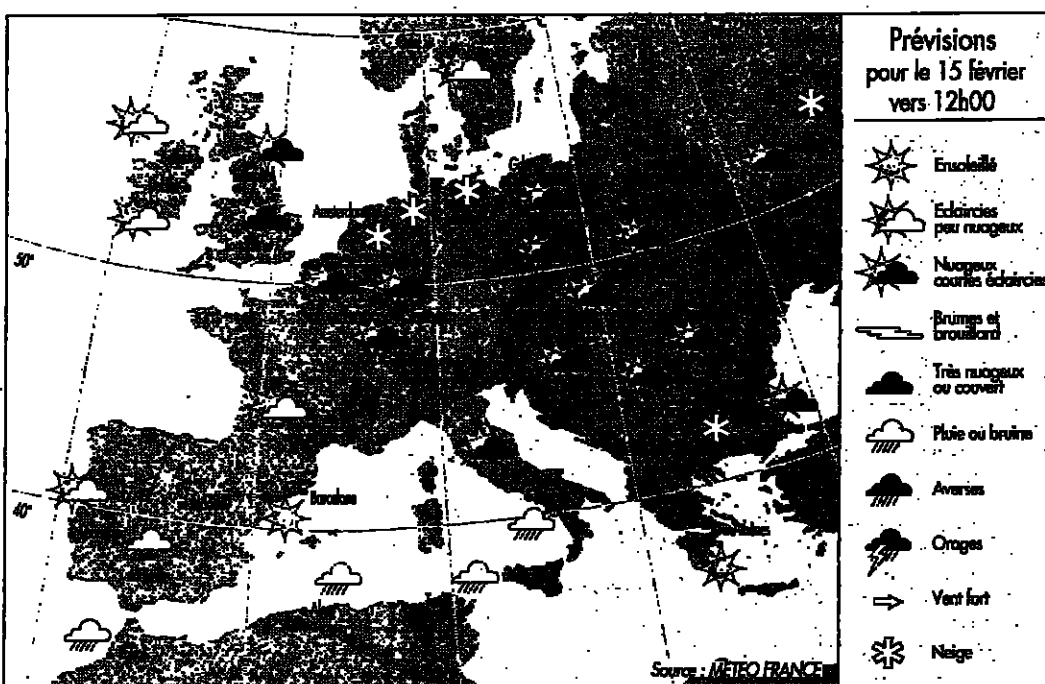 Prévisions
pour le 15 février
vers 12h00
Ensoleillé
Eclaircies
peu nuageux
Nuageux
courtes éclaircies
Brumes et
brouillard
Très nuageux
ou couvert
Pluie ou bruine
Averses
Orages
Vent fort
Neige
Amsterdam
50°
Barcelone
40°
Source : METEO FRANCE